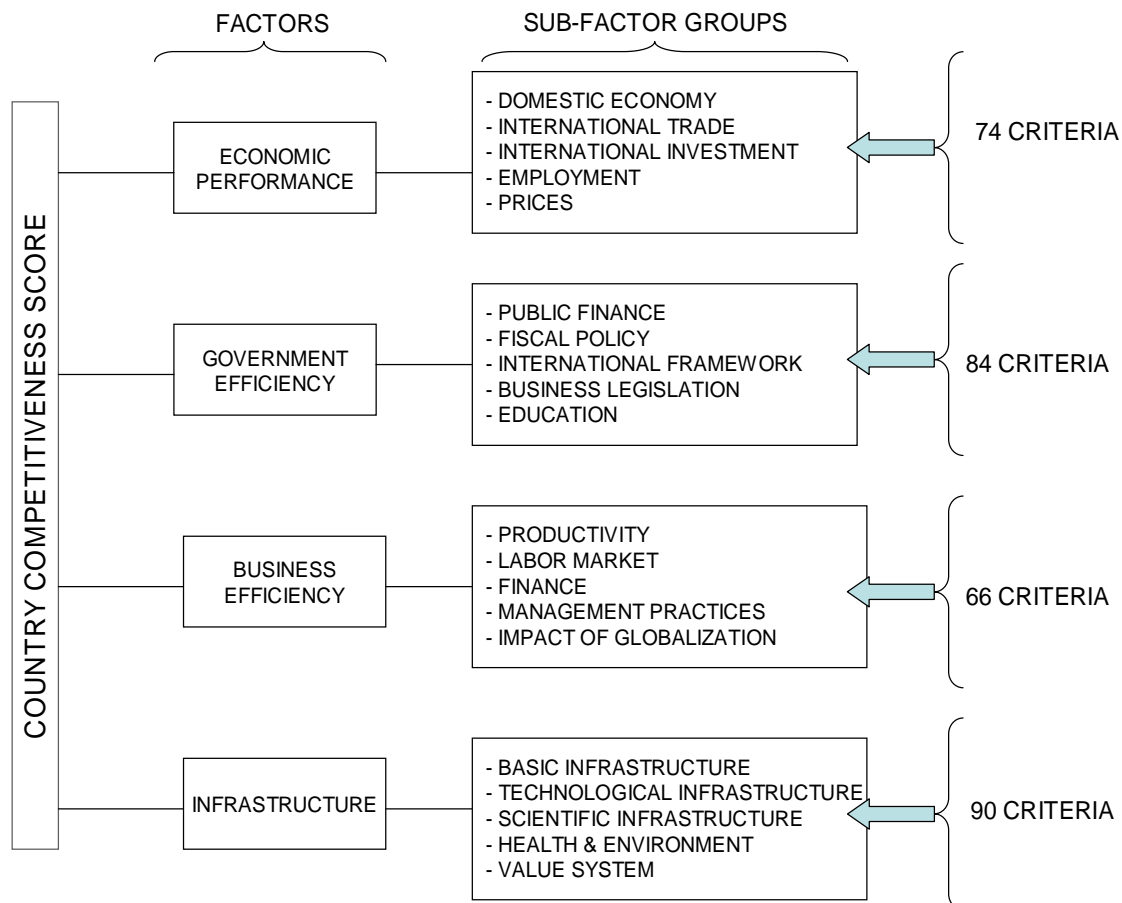 FACTORS
SUB-FACTOR GROUPS
COUNTRY COMPETITIVENESS SCORE
ECONOMIC
PERFORMANCE
- DOMESTIC ECONOMY
- INTERNATIONAL TRADE
- INTERNATIONAL INVESTMENT
- EMPLOYMENT
- PRICES
74 CRITERIA
GOVERNMENT
EFFICIENCY
- PUBLIC FINANCE
- FISCAL POLICY
- INTERNATIONAL FRAMEWORK
- BUSINESS LEGISLATION
- EDUCATION
84 CRITERIA
BUSINESS
EFFICIENCY
- PRODUCTIVITY
- LABOR MARKET
- FINANCE
- MANAGEMENT PRACTICES
- IMPACT OF GLOBALIZATION
66 CRITERIA
INFRASTRUCTURE
- BASIC INFRASTRUCTURE
- TECHNOLOGICAL INFRASTRUCTURE
- SCIENTIFIC INFRASTRUCTURE
- HEALTH & ENVIRONMENT
- VALUE SYSTEM
90 CRITERIA